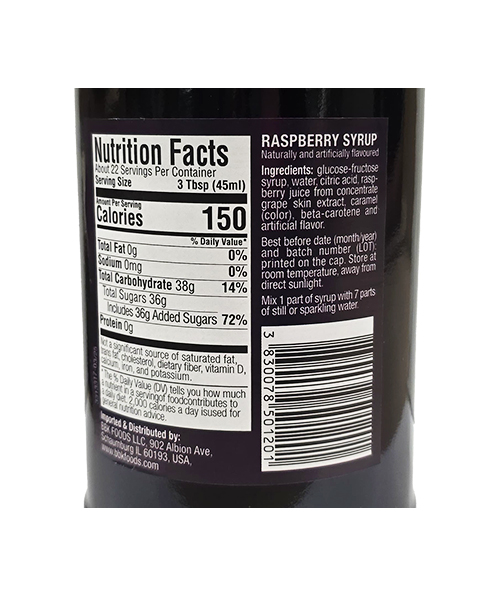 Nutrition Facts
About 22 Servings Per Container
Serving Size 3 Tbsp (45ml)
Amount Per Serving
Calories 150
% Daily Value*
Total Fat 0g 0%
Sodium 0mg 0%
Total Carbohydrate 38g 14%
Total Sugars 36g
Includes 36g Added Sugars 72%
Protein 0g
Not a significant source of saturated fat,
trans fat, cholesterol, dietary fiber, vitamin D,
calcium, iron, and potassium.
* The % Daily Value (DV) tells you how much
a nutrient in a servingof foodcontributes to
a daily diet. 2,000 calories a day isused for
general nutrition advice.
Imported & Distributed by:
BBK FOODS LLC, 902 Albion Ave,
Schaumburg IL 60193, USA,
www.bbkfoods.com
RASPBERRY SYRUP
Naturally and artificially flavoured
Ingredients: glucose-fructose
syrup, water, citric acid, rasp-
berry juice from concentrate
grape skin extract, caramel
(color), beta-carotene and
artificial flavor.
Best before date (month/year)
and batch number (LOT):
printed on the cap. Store at
room temperature, away from
direct sunlight.
Mix 1 part of syrup with 7 parts
of still or sparkling water.
3 830078 501201